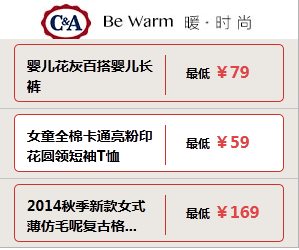 C&A Be Warm 暖·时尚
婴儿花灰百搭婴儿长
裤
最低 ¥79
女童全棉卡通亮粉印
花圆领短袖T恤
最低 ¥59
2014秋季新款女式
薄仿毛呢复古格...
最低 ¥169